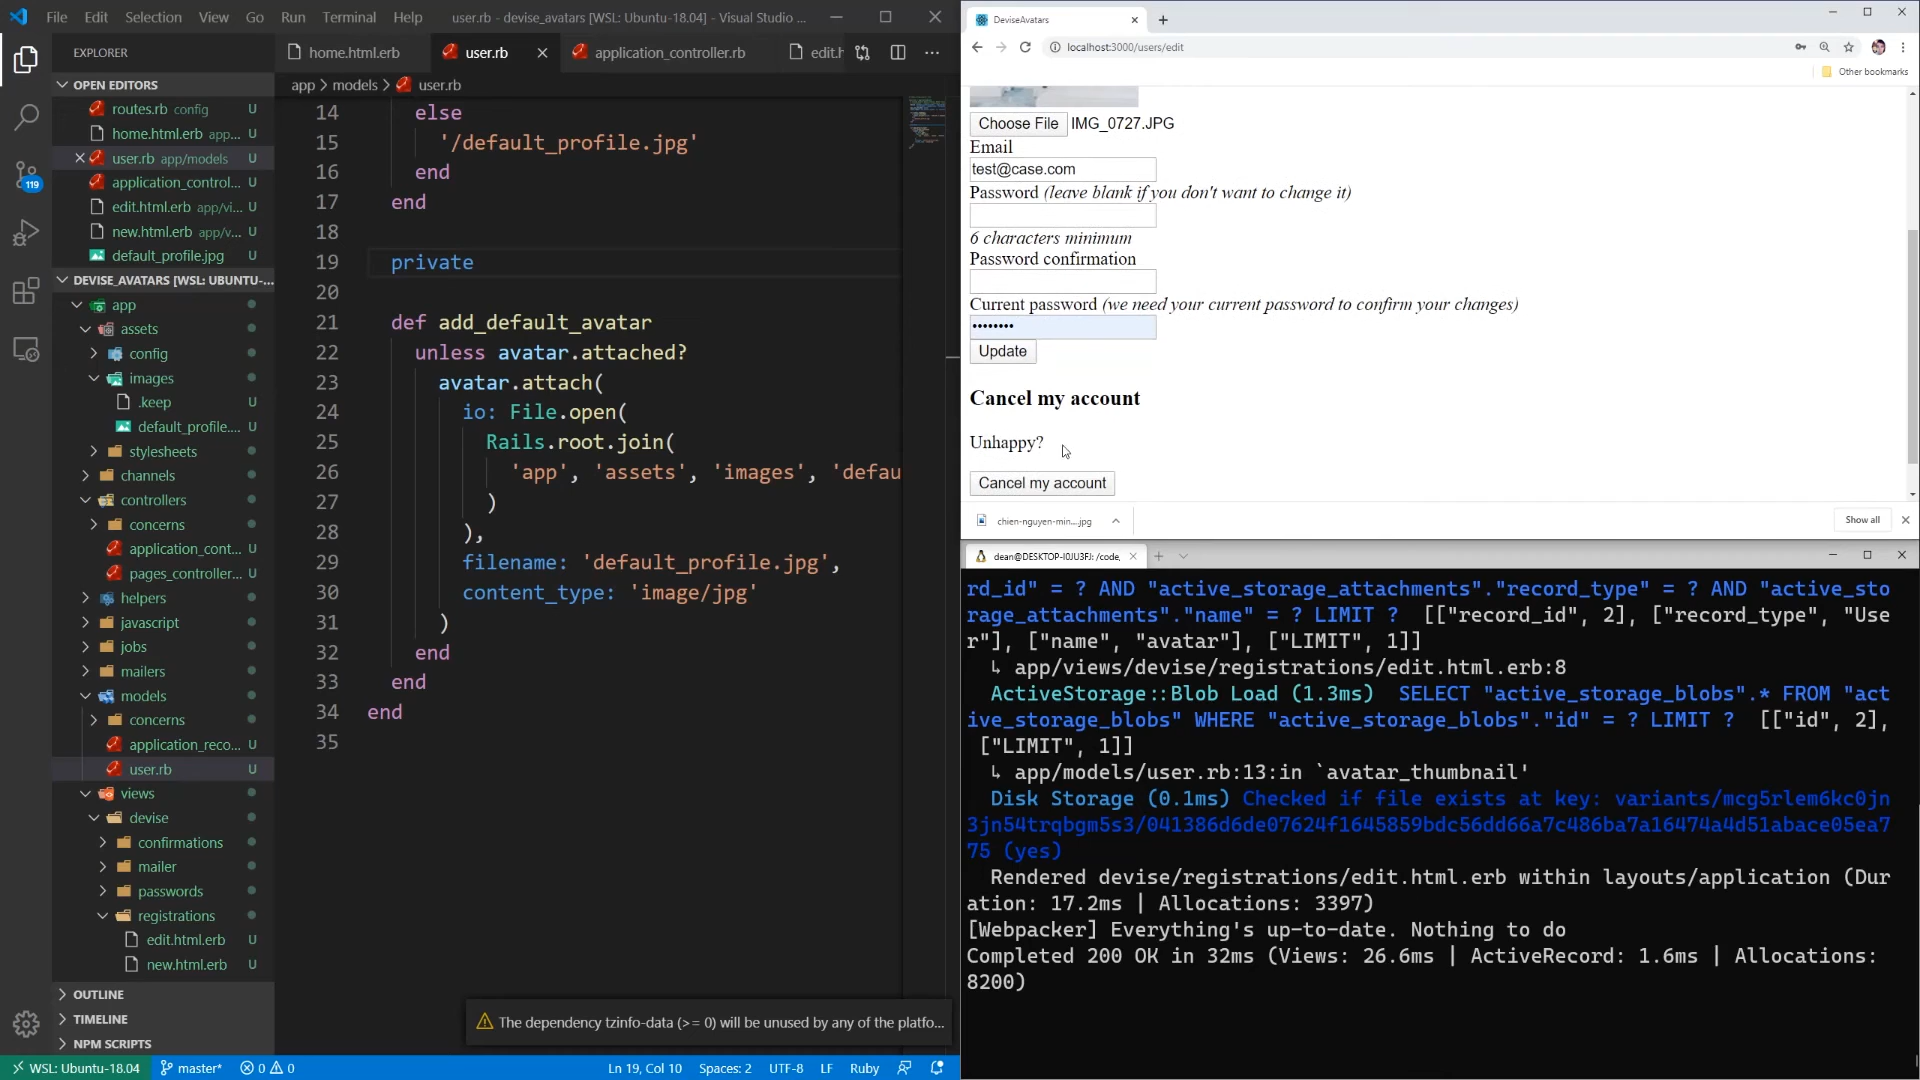 File Edit Selection View Go Run Terminal Help user.rb - devise_avatars [WSL: Ubuntu-18.04] - Visual Studio ...
EXPLORER
OPEN EDITORS
routes.rb config U
home.html.erb app... U
user.rb app/models U
application_control... U
edit.html.erb app/vi... U
new.html.erb app/v... U
default_profile.jpg U
DEVISE_AVATARS [WSL: UBUNTU-...
app
assets
config
images
.keep U
default_profile.... U
stylesheets
channels
controllers
concerns
application_cont... U
pages_controller... U
helpers
javascript
jobs
mailers
models
concerns
application_reco... U
user.rb U
views
devise
confirmations
mailer
passwords
registrations
edit.html.erb U
new.html.erb U
OUTLINE
TIMELINE
NPM SCRIPTS
119
home.html.erb user.rb application_controller.rb edit.h
app > models > user.rb
14 else
15 '/default_profile.jpg'
16 end
17 end
18
19 private
20
21 def add_default_avatar
22 unless avatar.attached?
23 avatar.attach(
24 io: File.open(
25 Rails.root.join(
26 'app', 'assets', 'images', 'defau
27 )
28 ),
29 filename: 'default_profile.jpg',
30 content_type: 'image/jpg'
31 )
32 end
33 end
34 end
35
The dependency tzinfo-data (>= 0) will be unused by any of the platfo...
WSL: Ubuntu-18.04 master* 0 0 Ln 19, Col 10 Spaces: 2 UTF-8 LF Ruby
DeviseAvatars
localhost:3000/users/edit
Other bookmarks
Choose File IMG_0727.JPG
Email
test@case.com
Password (leave blank if you don't want to change it)
6 characters minimum
Password confirmation
Current password (we need your current password to confirm your changes)
••••••••
Update
Cancel my account
Unhappy?
Cancel my account
chien-nguyen-min....jpg
Show all
dean@DESKTOP-I0JU3FJ: /code,
rd_id" = ? AND "active_storage_attachments"."record_type" = ? AND "active_sto
rage_attachments"."name" = ? LIMIT ? [["record_id", 2], ["record_type", "Use
r"], ["name", "avatar"], ["LIMIT", 1]]
↳ app/views/devise/registrations/edit.html.erb:8
ActiveStorage::Blob Load (1.3ms) SELECT "active_storage_blobs".* FROM "act
ive_storage_blobs" WHERE "active_storage_blobs"."id" = ? LIMIT ? [["id", 2],
["LIMIT", 1]]
↳ app/models/user.rb:13:in `avatar_thumbnail'
Disk Storage (0.1ms) Checked if file exists at key: variants/mcg5rlem6kc0jn
3jn54trqbgm5s3/041386d6de07624f1645859bdc56dd66a7c486ba7a16474a4d51abace05ea7
75 (yes)
Rendered devise/registrations/edit.html.erb within layouts/application (Dur
ation: 17.2ms | Allocations: 3397)
[Webpacker] Everything's up-to-date. Nothing to do
Completed 200 OK in 32ms (Views: 26.6ms | ActiveRecord: 1.6ms | Allocations:
8200)